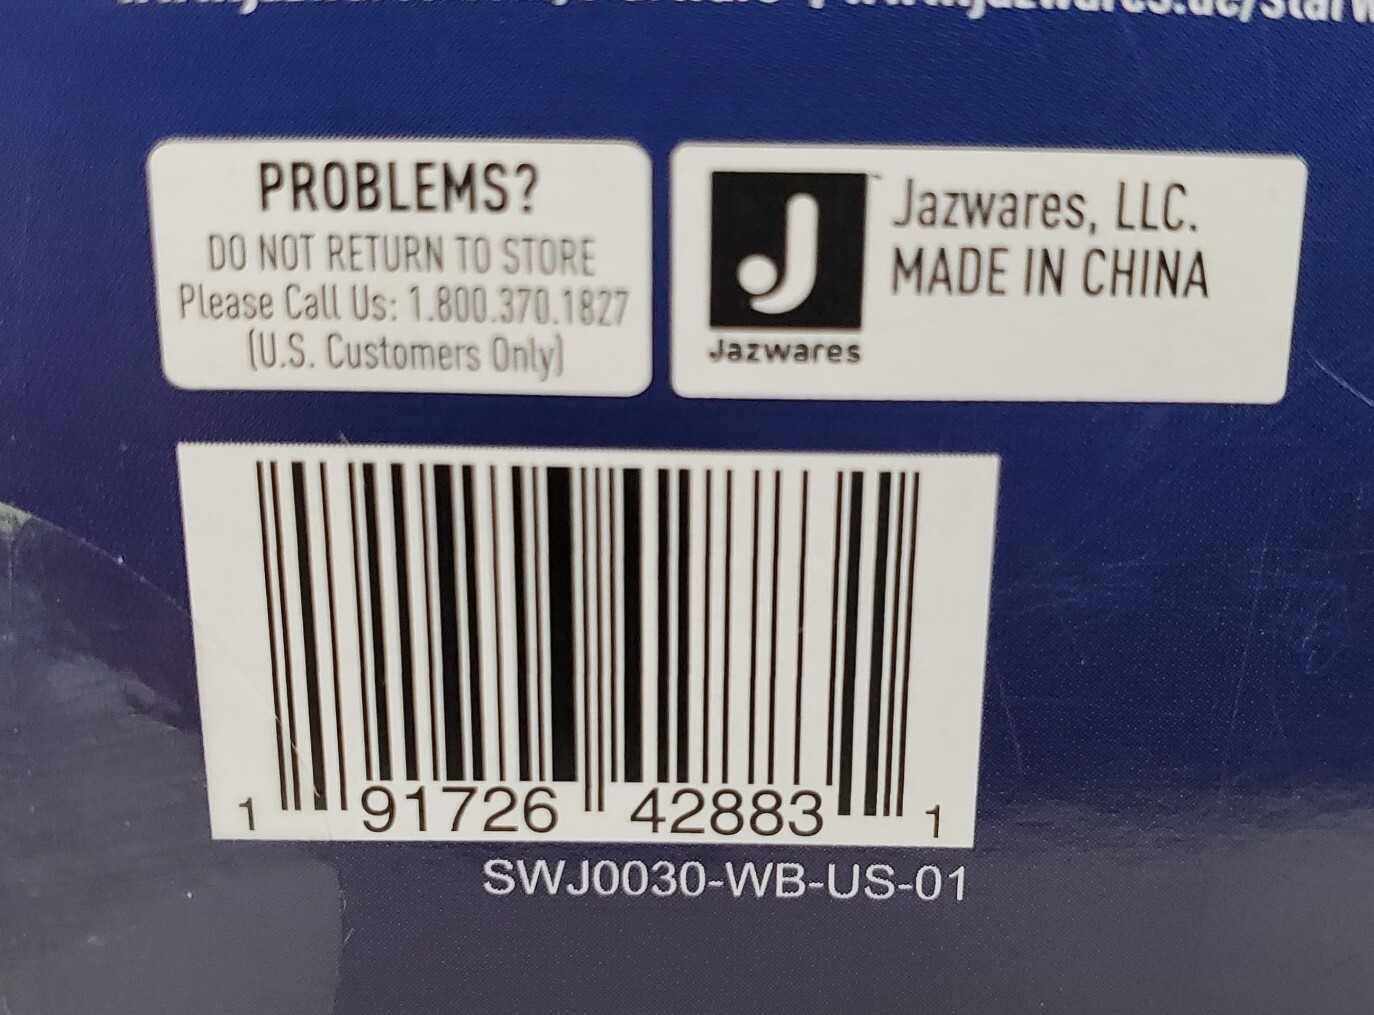 PROBLEMS?
DO NOT RETURN TO STORE
Please Call Us: 1.800.370.1827
(U.S. Customers Only)
Jazwares
Jazwares, LLC.
MADE IN CHINA
1 91726 42883 1
SWJ0030-WB-US-01